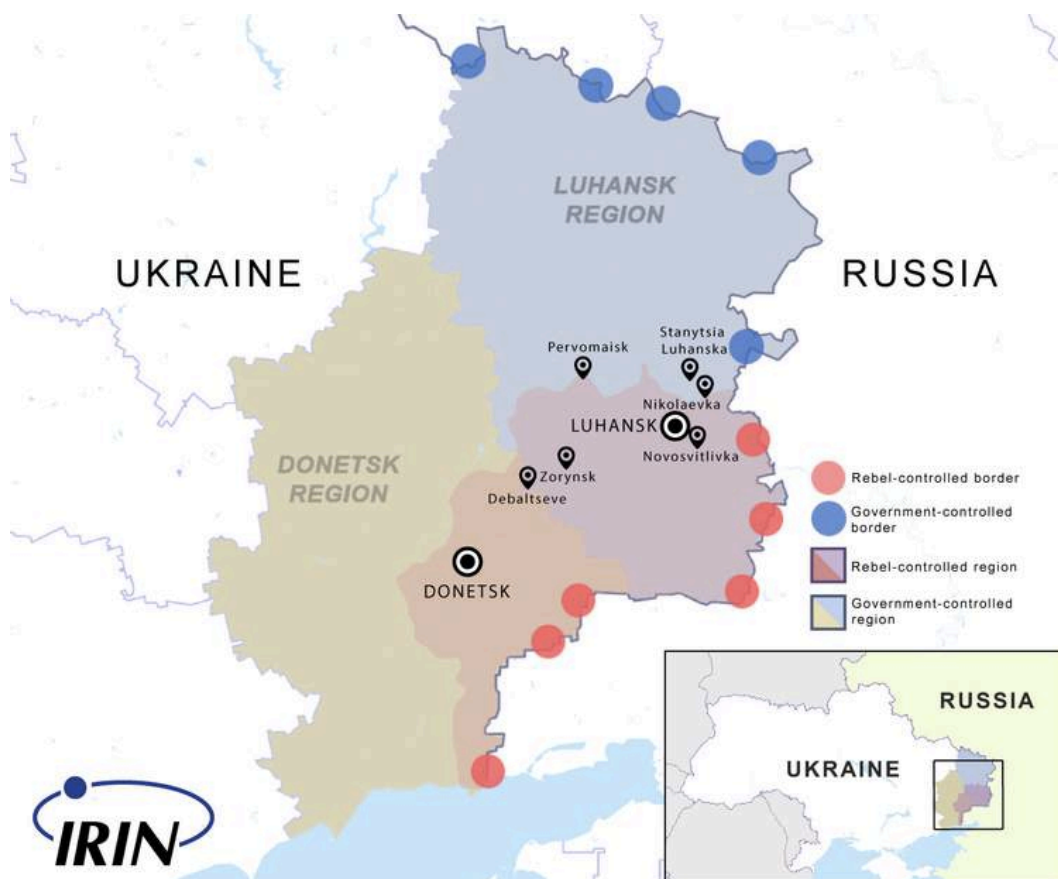 LUHANSK
REGION
UKRAINE
RUSSIA
Stanytsia
Luhanska
Pervomaisk
Nikolaevka
LUHANSK
Novosvitlivka
DONETSK
REGION
Zorynsk
Debaltseve
DONETSK
Rebel-controlled border
Government-controlled
border
Rebel-controlled region
Government-controlled
region
RUSSIA
UKRAINE
IRIN